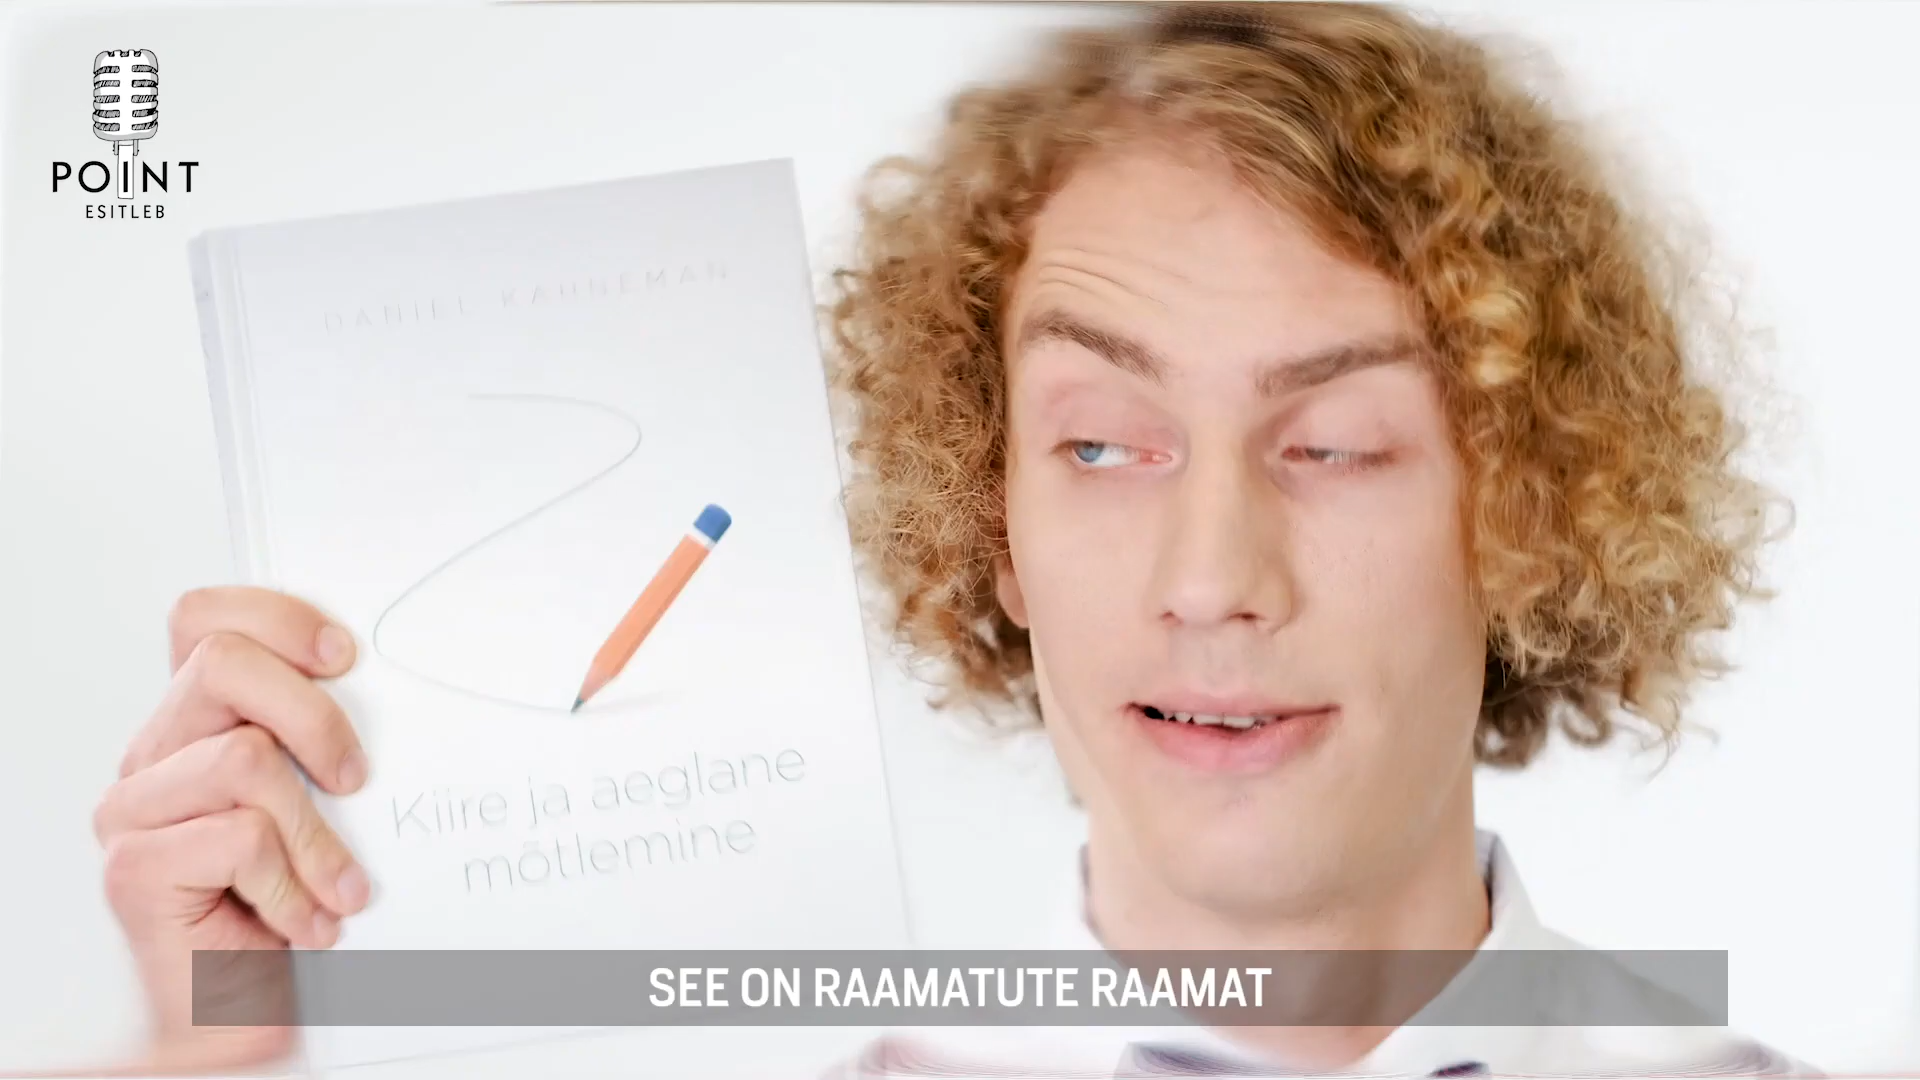 POINT
ESITLEB
DANIEL KAHNEMAN
Kiire ja aeglane
mõtlemine
SEE ON RAAMATUTE RAAMAT